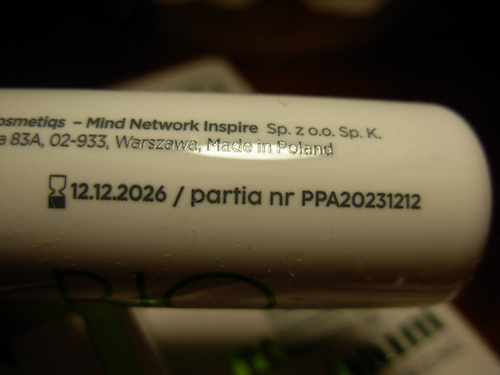 osmetiqs – Mind Network Inspire Sp. z o.o. Sp. K.
a 83A, 02-933, Warszawa, Made in Poland
12.12.2026 / partia nr PPA20231212
BIO